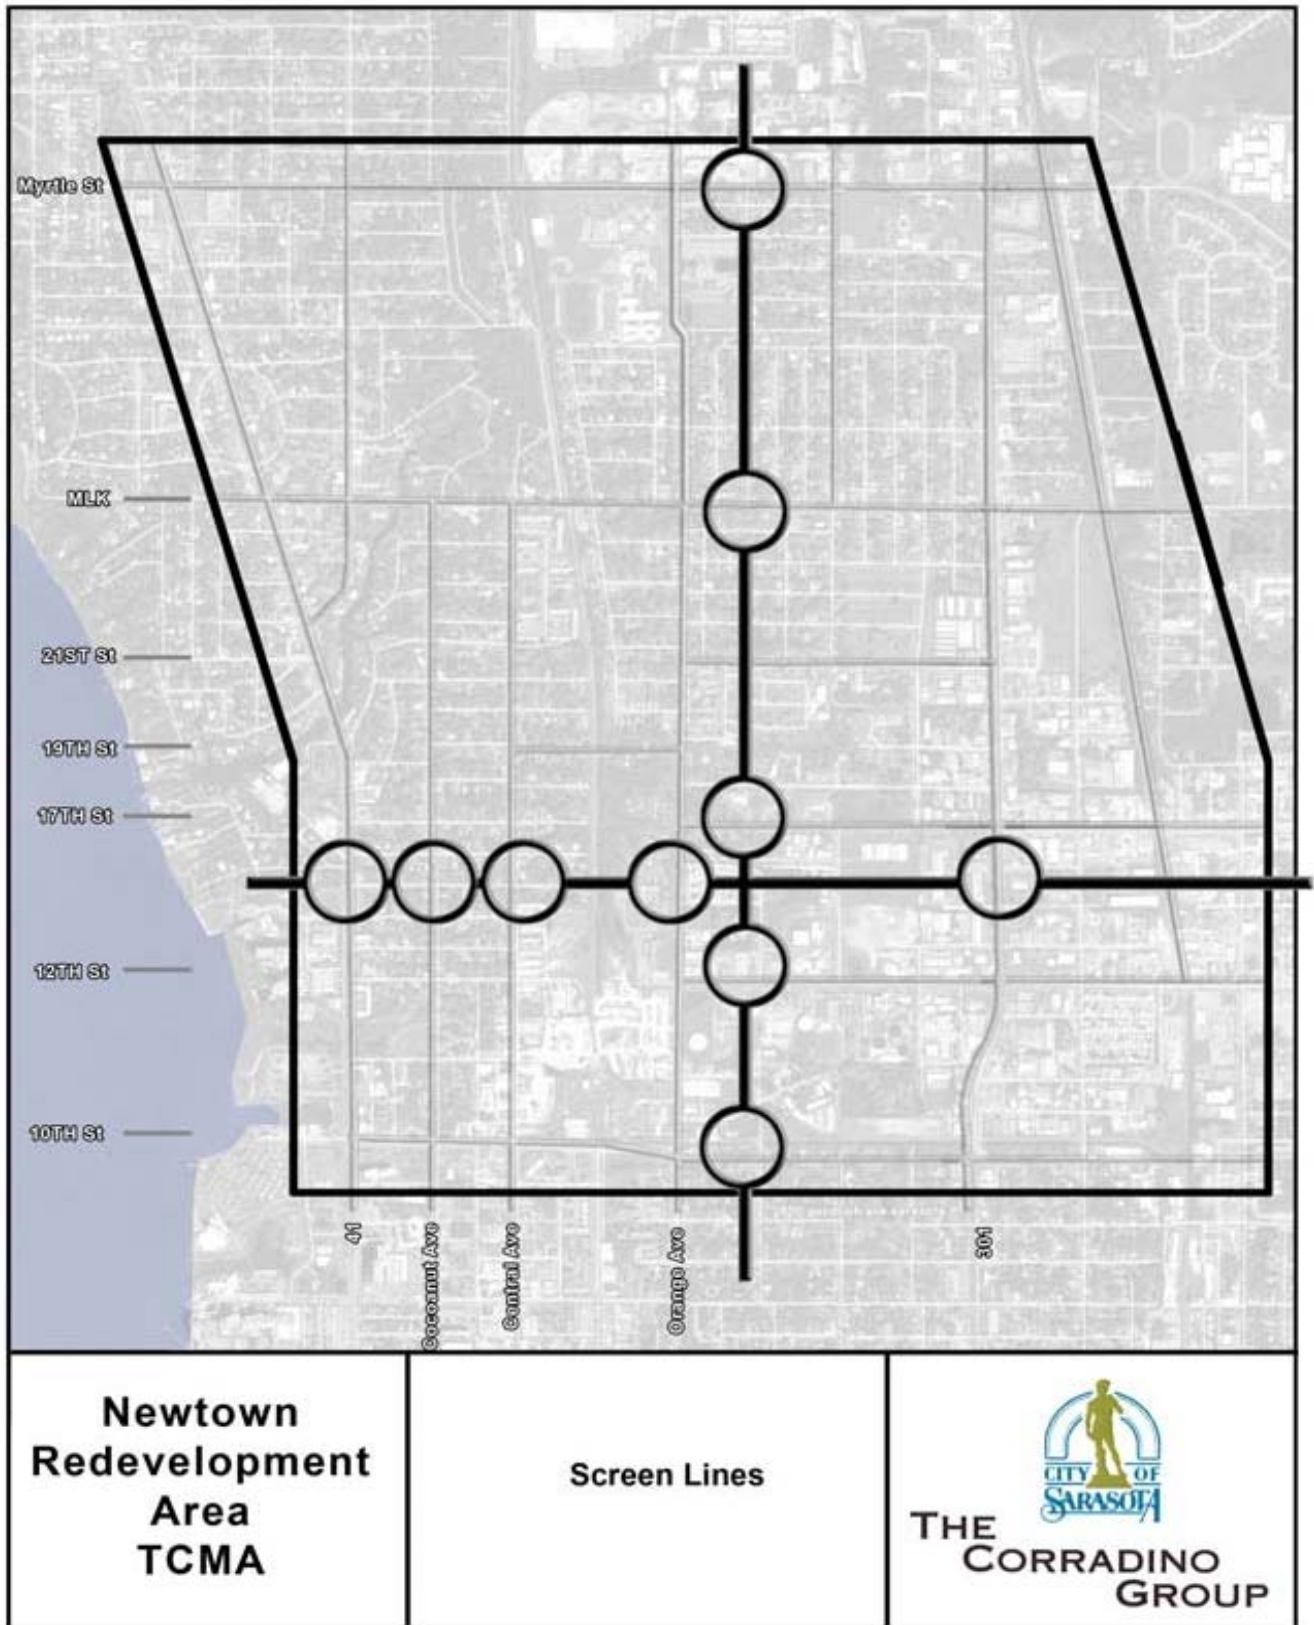 Myrtle St
MLK
21ST St
19TH St
17TH St
12TH St
10TH St
41
Cocoanut Ave
Central Ave
Orange Ave
301
Newtown
Redevelopment
Area
TCMA
Screen Lines
CITY OF
SARASOTA
THE
CORRADINO
GROUP